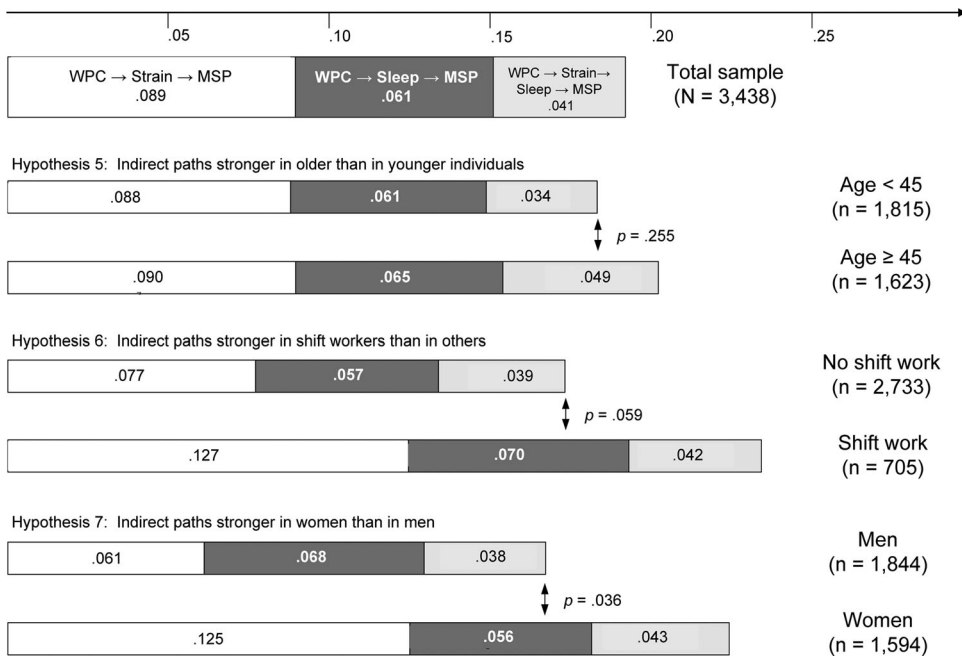 .05 .10 .15 .20 .25
WPC → Strain → MSP
.089
WPC → Sleep → MSP
.061
WPC → Strain→
Sleep → MSP
.041
Total sample
(N = 3,438)
Hypothesis 5: Indirect paths stronger in older than in younger individuals
.088 .061 .034
Age < 45
(n = 1,815)
p = .255
.090 .065 .049
Age ≥ 45
(n = 1,623)
Hypothesis 6: Indirect paths stronger in shift workers than in others
.077 .057 .039
No shift work
(n = 2,733)
p = .059
.127 .070 .042
Shift work
(n = 705)
Hypothesis 7: Indirect paths stronger in women than in men
.061 .068 .038
Men
(n = 1,844)
p = .036
.125 .056 .043
Women
(n = 1,594)